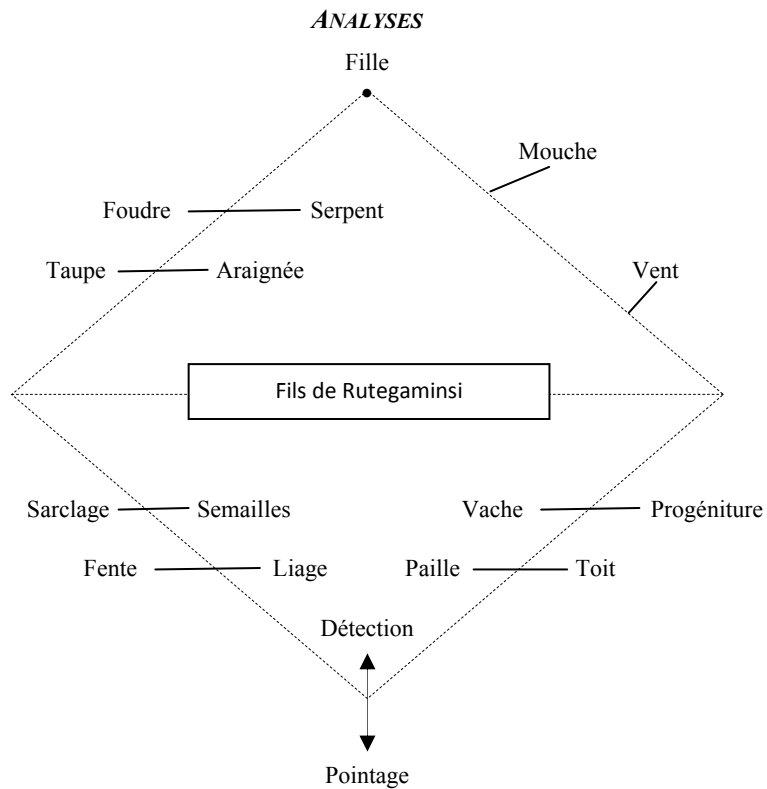 ANALYSES
Fille
Mouche
Foudre Serpent
Taupe Araignée Vent
Fils de Rutegaminsi
Sarclage Semailles Vache Progéniture
Fente Liage Paille Toit
Détection
Pointage